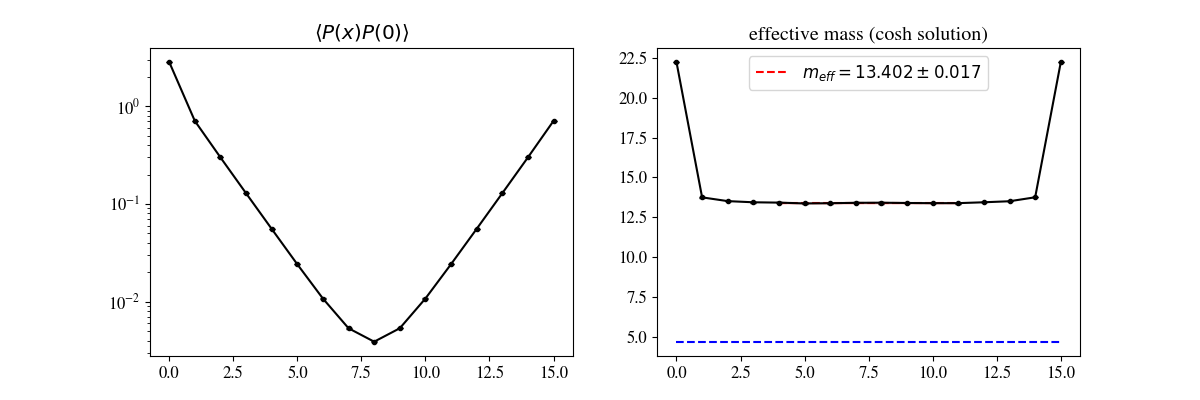 ⟨P(x)P(0)⟩
10⁰
10⁻¹
10⁻²
0.0 2.5 5.0 7.5 10.0 12.5 15.0
effective mass (cosh solution)
m_eff = 13.402 ± 0.017
22.5
20.0
17.5
15.0
12.5
10.0
7.5
5.0
0.0 2.5 5.0 7.5 10.0 12.5 15.0